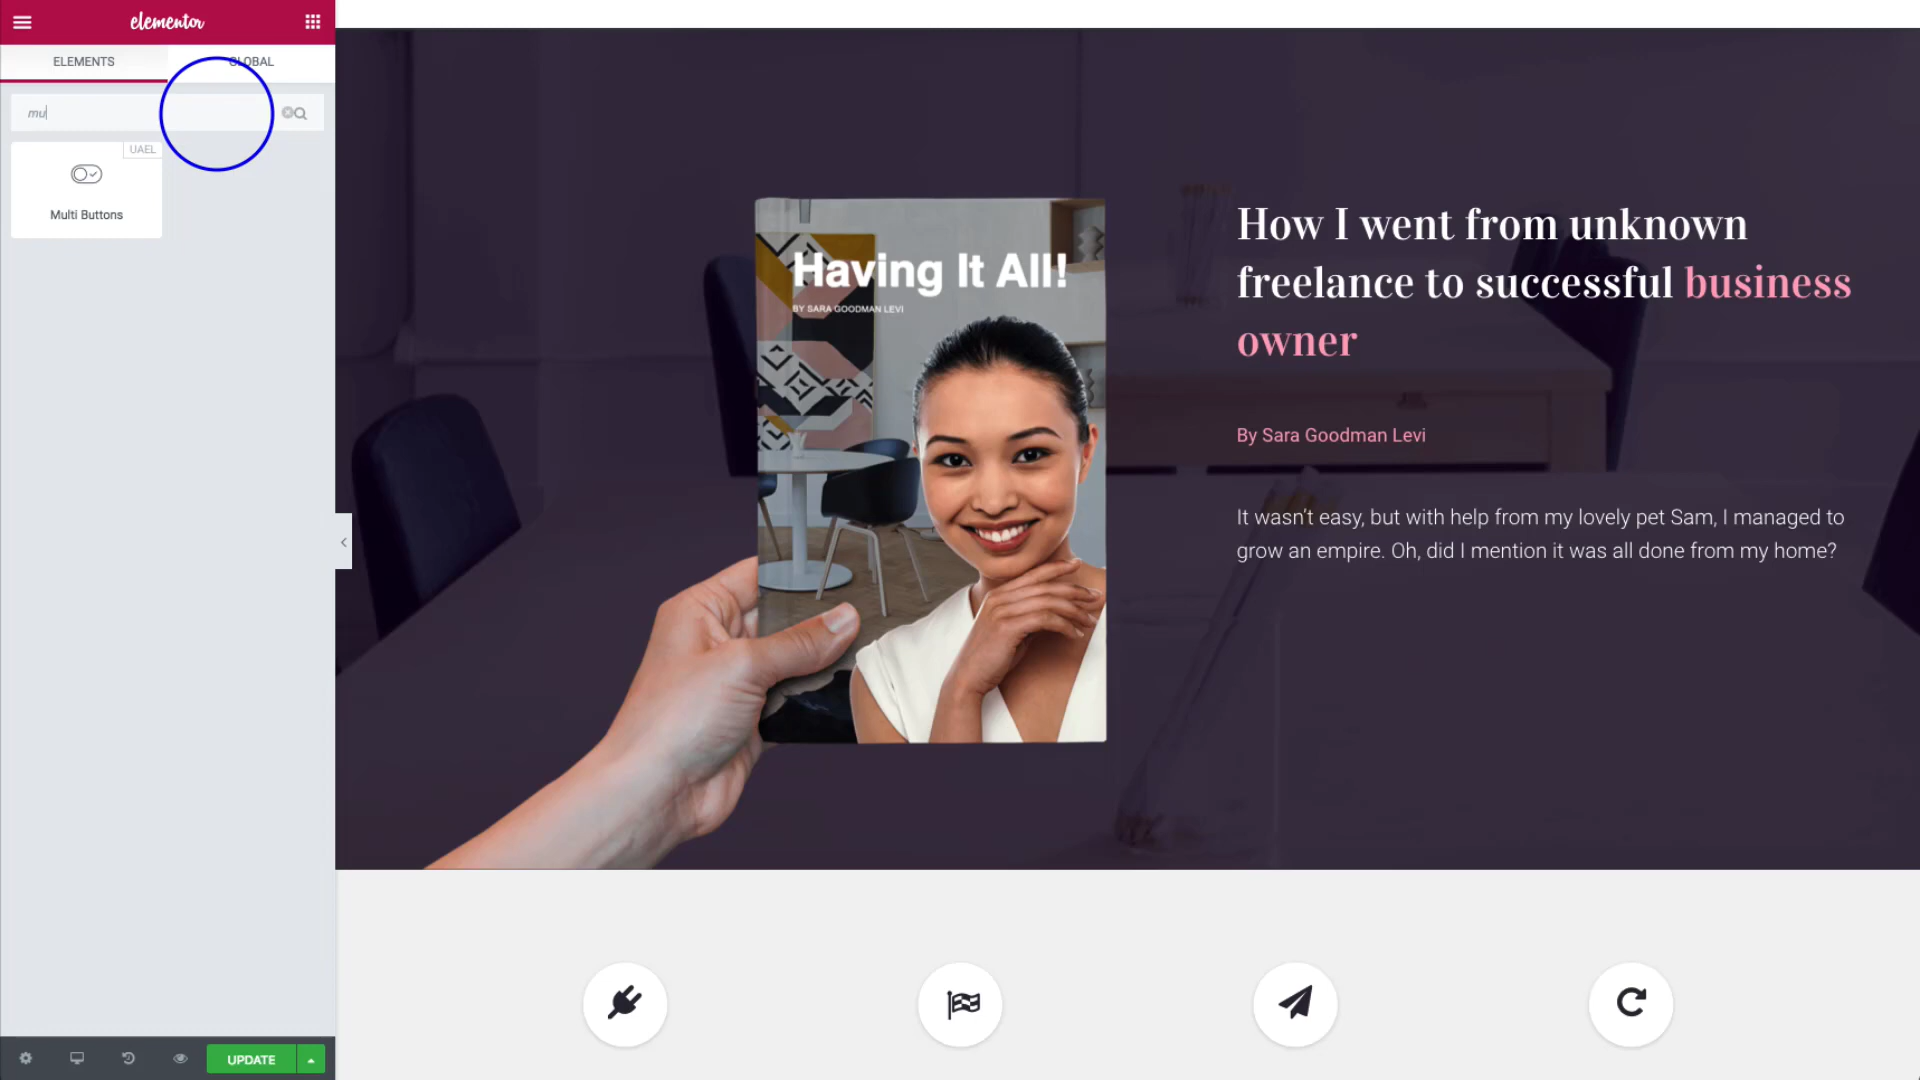 elementor
ELEMENTS
GLOBAL
mu
UAEL
Multi Buttons
Having It All!
BY SARA GOODMAN LEVI
How I went from unknown
freelance to successful business
owner
By Sara Goodman Levi
It wasn't easy, but with help from my lovely pet Sam, I managed to
grow an empire. Oh, did I mention it was all done from my home?
UPDATE